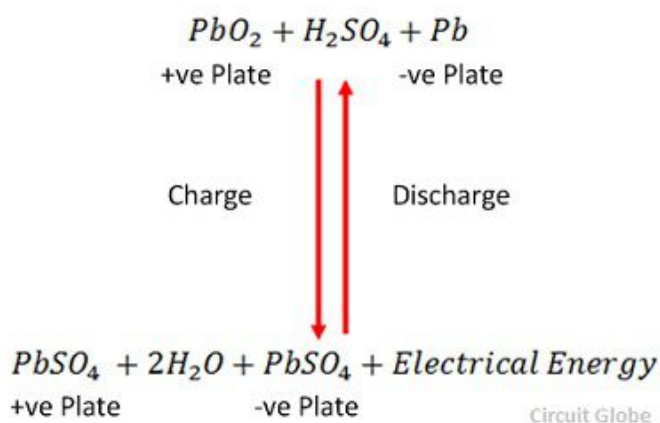 PbO₂ + H₂SO₄ + Pb
+ve Plate -ve Plate
Charge Discharge
PbSO₄ + 2H₂O + PbSO₄ + Electrical Energy
+ve Plate -ve Plate
Circuit Globe